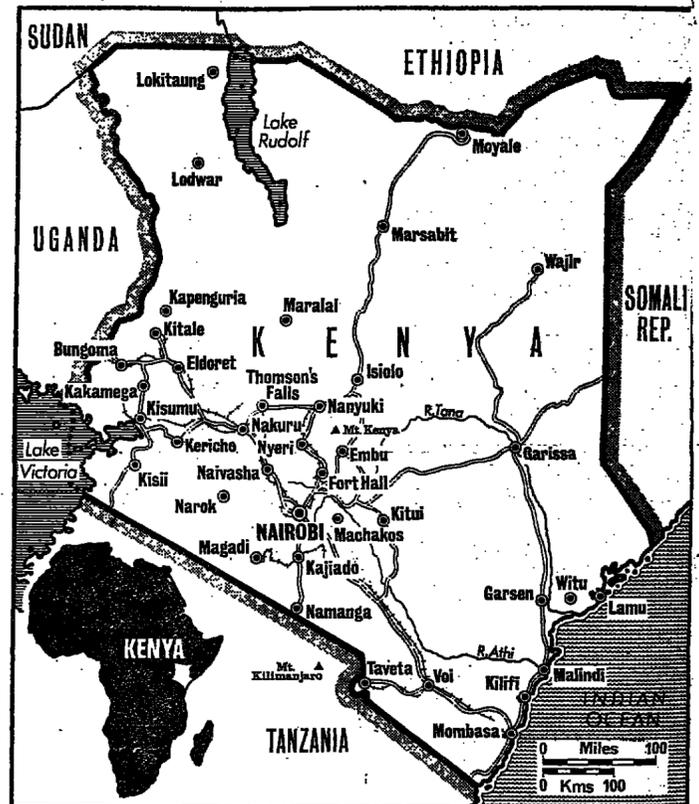 SUDAN
ETHIOPIA
Lokitaung
Lake
Rudolf
Moyale
Lodwar
UGANDA
Marsabit
Wajir
SOMALI
REP.
Kapenguria
Maralal
Kitale
KENYA
Bungoma
Eldoret
Isiolo
Kakamega
Thomson's
Falls
Nanyuki
Kisumu
R.Tana
Mt. Kenya
Nakuru
Kericho
Nyeri
Embu
Garissa
Lake
Victoria
Kisii
Naivasha
Fort Hall
Narok
Kitui
NAIROBI
Machakos
Magadi
Kajiado
Garsen
Witu
Lamu
Namanga
KENYA
R.Athi
Mt.
Kilimanjaro
Taveta
Voi
Malindi
Kilifi
INDIAN
OCEAN
Mombasa
TANZANIA
0 Miles 100
0 Kms 100